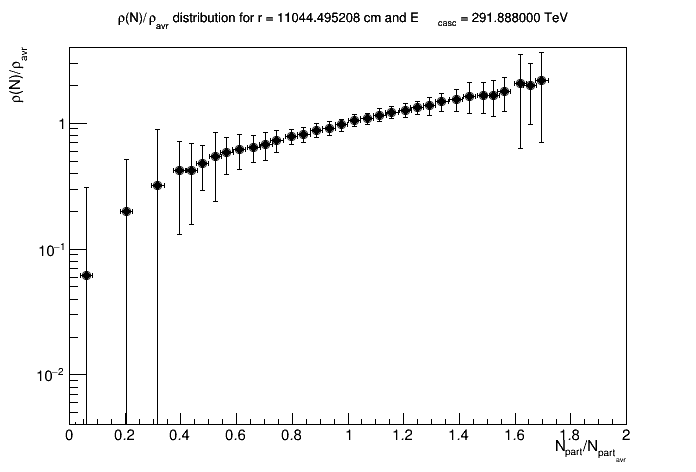 ρ(N)/ρavr distribution for r = 11044.495208 cm and E casc = 291.888000 TeV
ρ(N)/ρavr
1
10−1
10−2
0 0.2 0.4 0.6 0.8 1 1.2 1.4 1.6 1.8 2
Npart/Npartavr